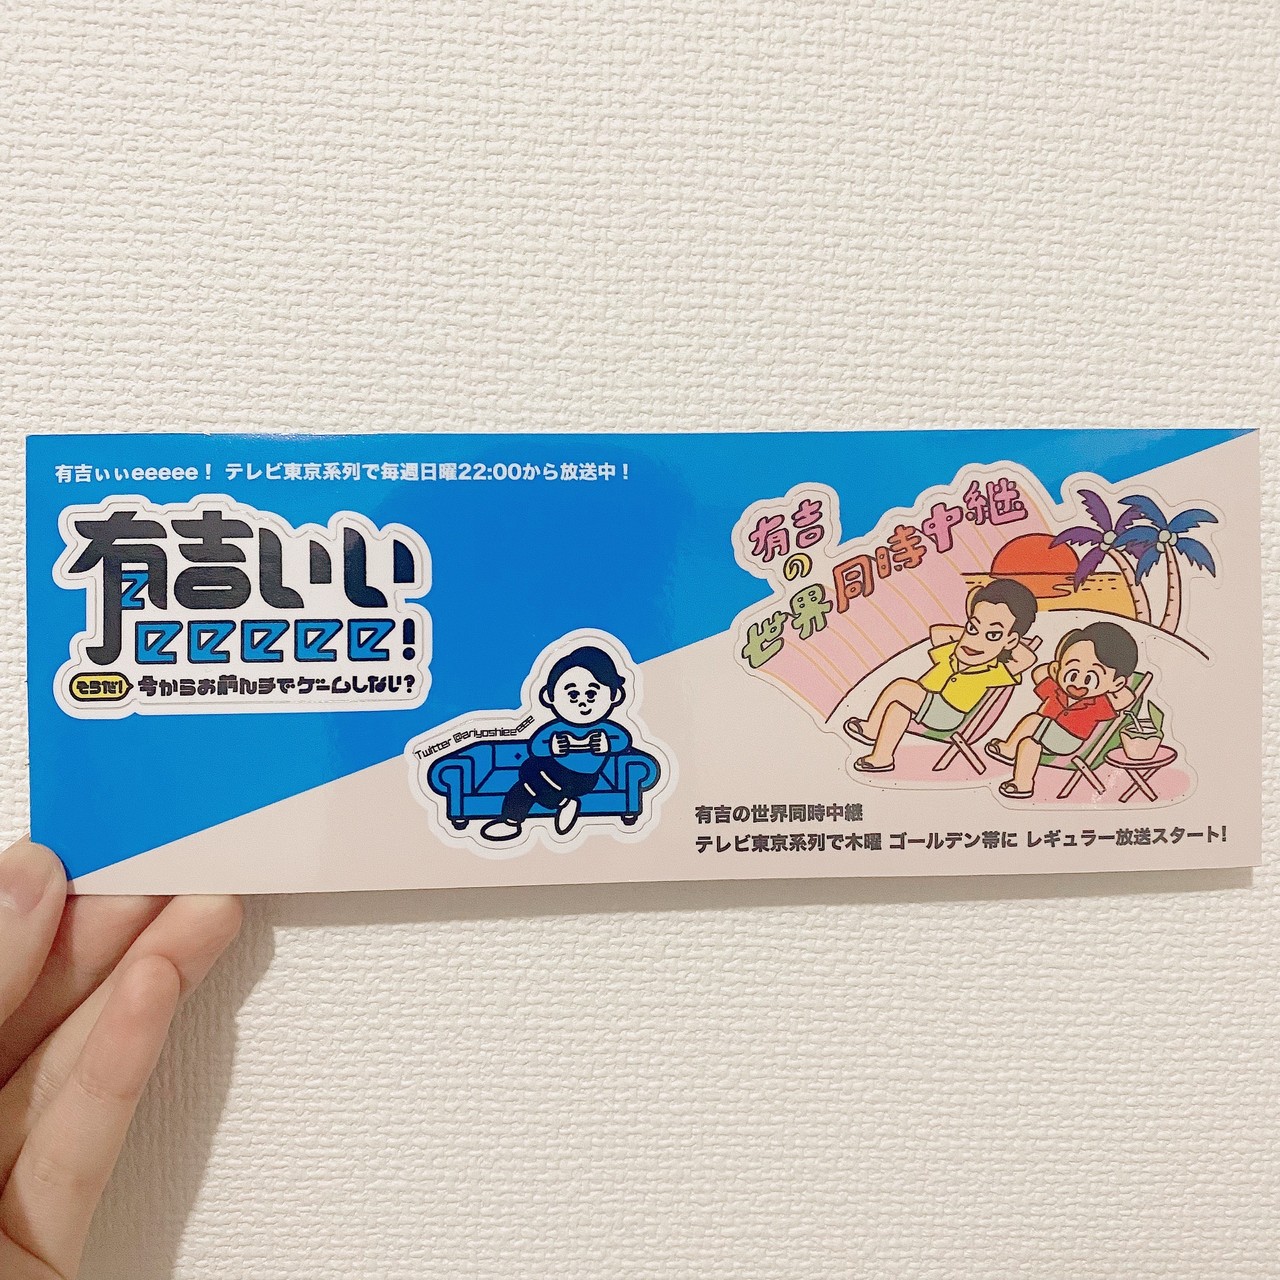 有吉ぃぃeeeee! テレビ東京系列で毎週日曜22:00から放送中!
有吉ぃぃ
eeeee!
そうだ! 今からお前んチでゲームしない?
Twitter @ariyoshieeeeee
有吉の
世界同時中継
有吉の世界同時中継
テレビ東京系列で木曜 ゴールデン帯に レギュラー放送スタート!